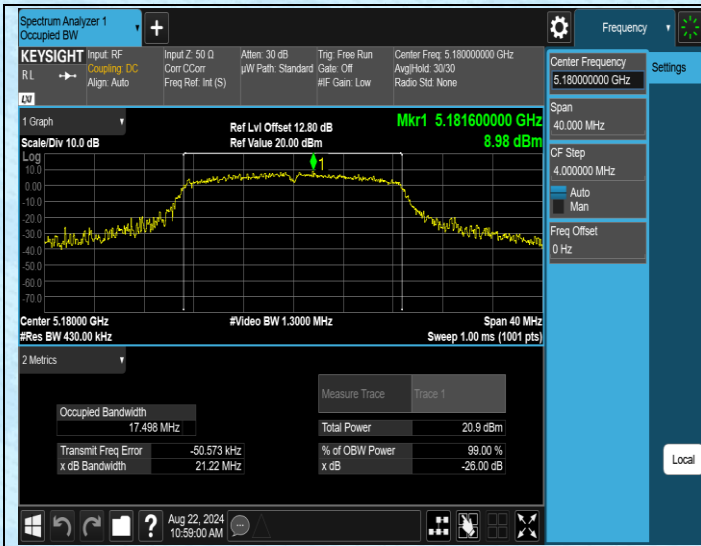 Spectrum Analyzer 1
Occupied BW
Frequency
KEYSIGHT
R L
LXI
Input: RF
Coupling: DC
Align: Auto
Input Z: 50 Ω
Corr CCorr
Freq Ref: Int (S)
Atten: 30 dB
µW Path: Standard
Trig: Free Run
Gate: Off
#IF Gain: Low
Center Freq: 5.180000000 GHz
Avg|Hold: 30/30
Radio Std: None
Center Frequency
5.180000000 GHz
Settings
Span
40.000 MHz
CF Step
4.000000 MHz
Auto
Man
Freq Offset
0 Hz
Local
1 Graph
Scale/Div 10.0 dB
Ref Lvl Offset 12.80 dB
Ref Value 20.00 dBm
Mkr1 5.181600000 GHz
8.98 dBm
Log
1
10.0
0.00
-10.0
-20.0
-30.0
-40.0
-50.0
-60.0
-70.0
Center 5.18000 GHz
#Video BW 1.3000 MHz
Span 40 MHz
#Res BW 430.00 kHz
Sweep 1.00 ms (1001 pts)
2 Metrics
Measure Trace
Trace 1
Occupied Bandwidth
17.498 MHz
Total Power
20.9 dBm
Transmit Freq Error
-50.573 kHz
% of OBW Power
99.00 %
x dB Bandwidth
21.22 MHz
x dB
-26.00 dB
?
Aug 22, 2024
10:59:00 AM